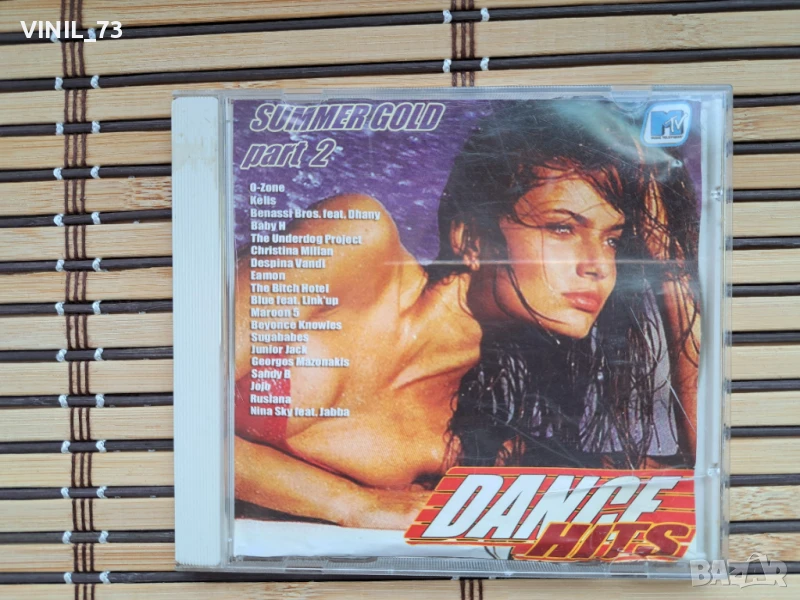 VINIL_73
SUMMER GOLD
part 2
MTV
O-Zone
Kelis
Benassi Bros. feat. Dhany
Baby H
The Underdog Project
Christina Milian
Despina Vandi
Eamon
The Bitch Hotel
Blue feat. Link'up
Maroon 5
Beyonce Knowles
Sugababes
Junior Jack
Georges Mazonakis
Sandy B
Jojo
Ruslana
Nina Sky feat. Jabba
DANCE
HITS
BAZAR